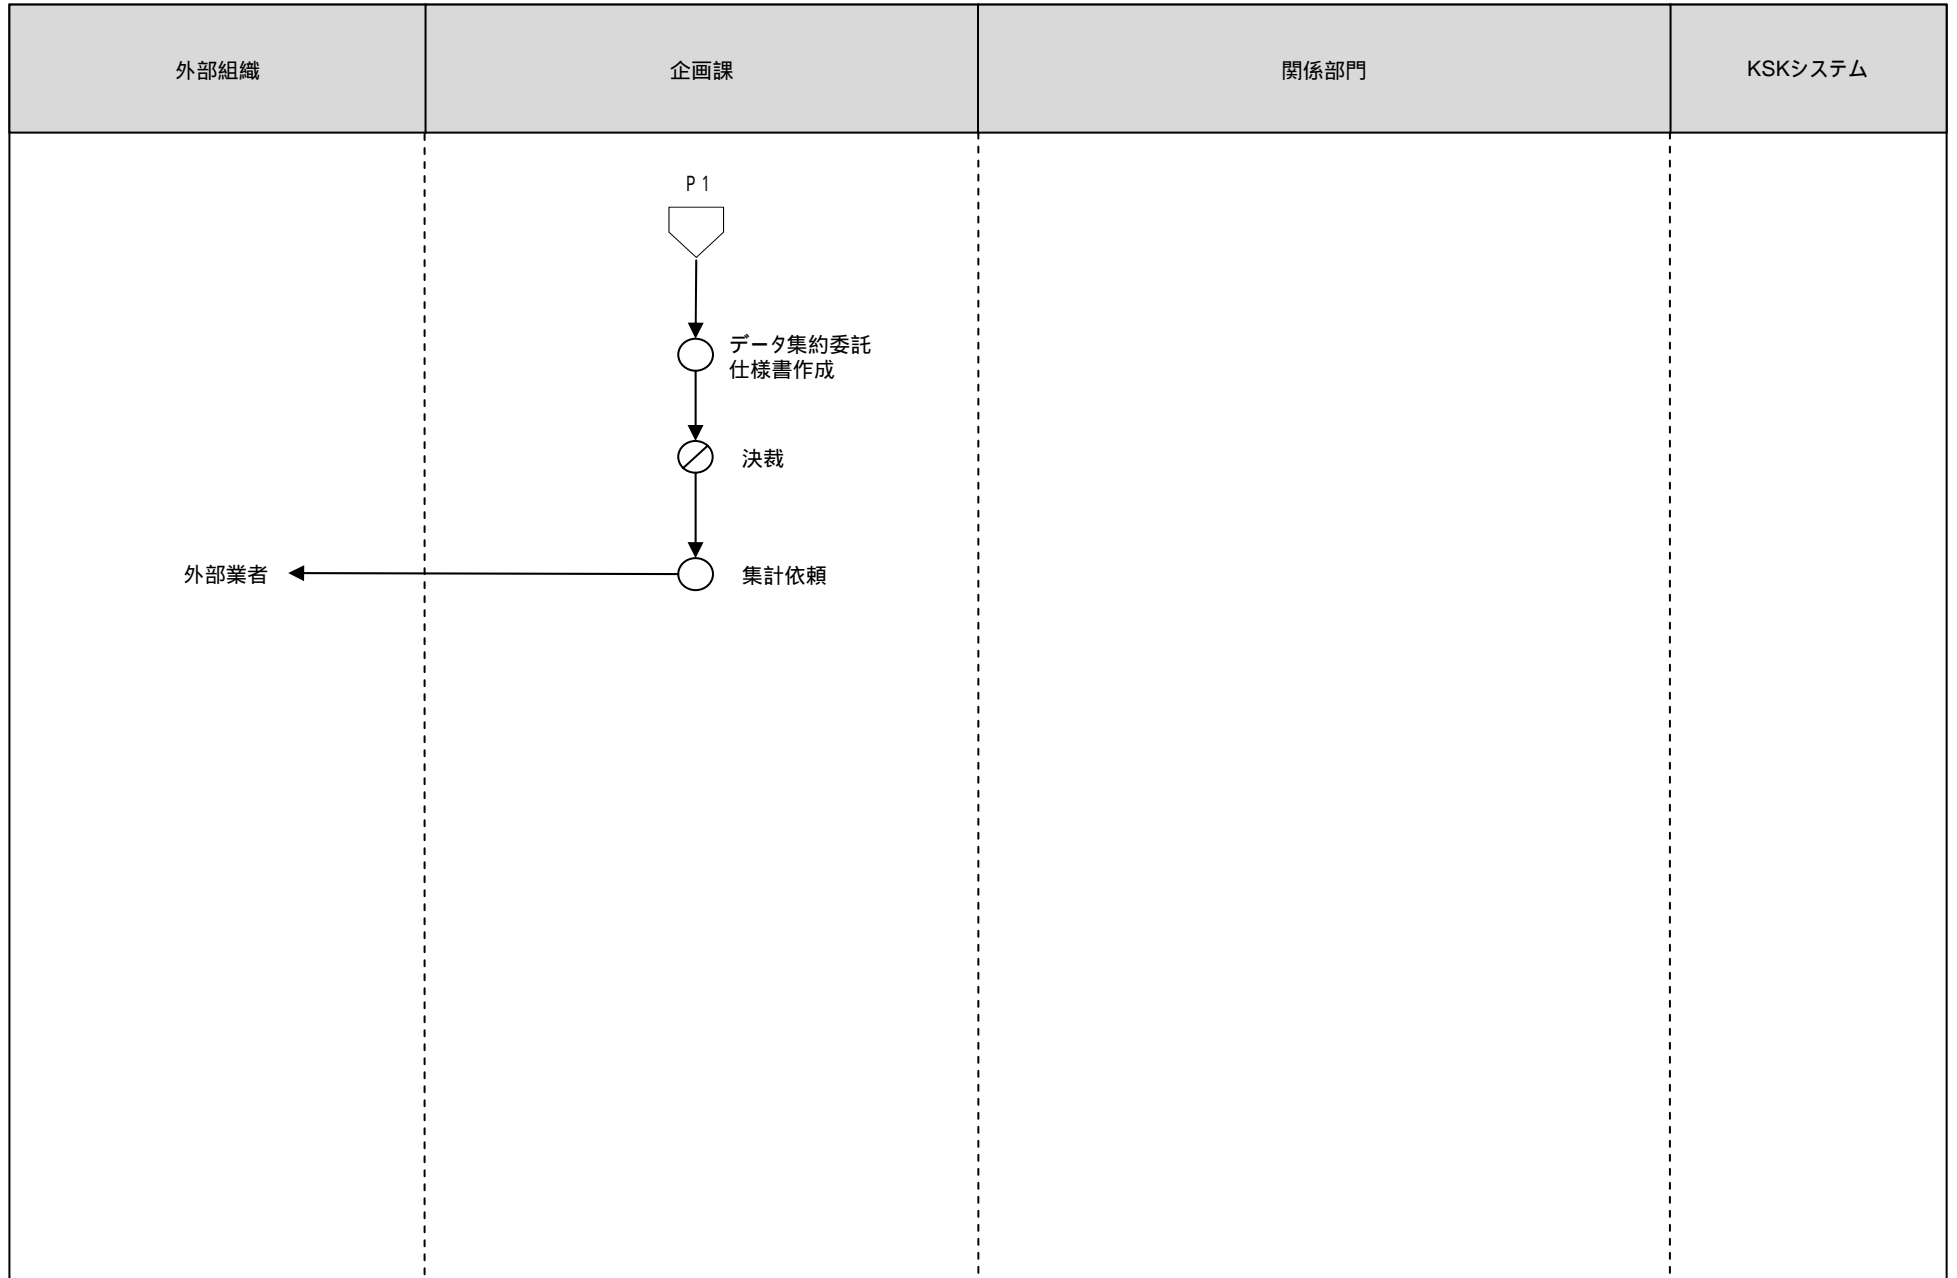 外部組織
企画課
関係部門
KSKシステム
P 1
データ集約委託
仕様書作成
決裁
外部業者
集計依頼